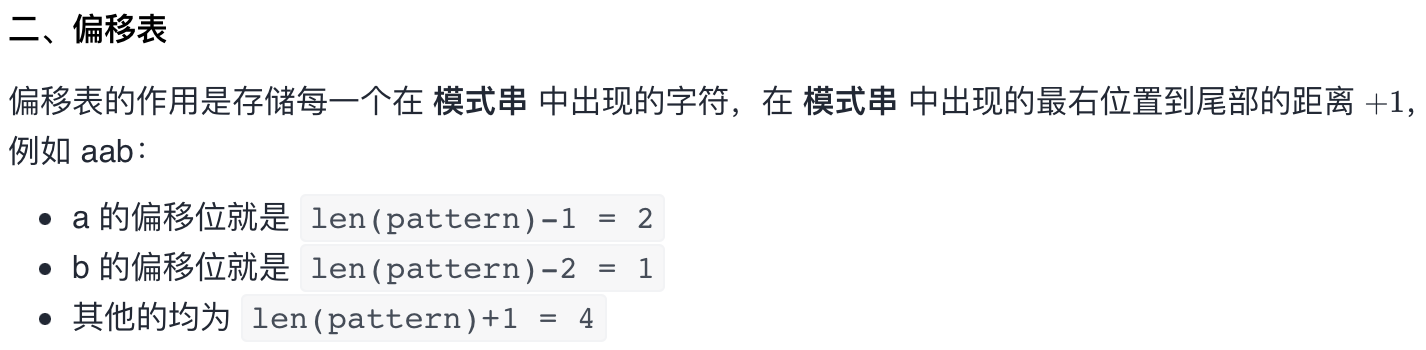 二、偏移表
偏移表的作用是存储每一个在 模式串 中出现的字符，在 模式串 中出现的最右位置到尾部的距离 +1，
例如 aab：
• a 的偏移位就是 len(pattern)-1 = 2
• b 的偏移位就是 len(pattern)-2 = 1
• 其他的均为 len(pattern)+1 = 4